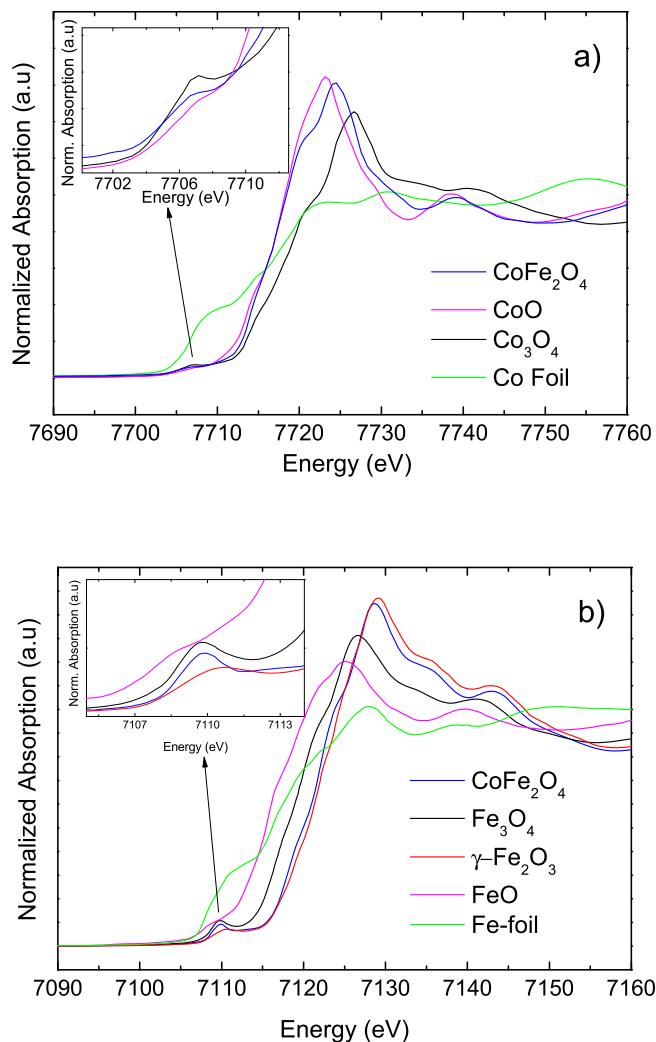 a)
Norm. Absorption (a.u)
7702 7706 7710
Energy (eV)
Normalized Absorption (a.u)
CoFe₂O₄
CoO
Co₃O₄
Co Foil
7690 7700 7710 7720 7730 7740 7750 7760
Energy (eV)
b)
Norm. Absorption (a.u)
7107 7110 7113
Energy (eV)
Normalized Absorption (a.u)
CoFe₂O₄
Fe₃O₄
γ–Fe₂O₃
FeO
Fe-foil
7090 7100 7110 7120 7130 7140 7150 7160
Energy (eV)